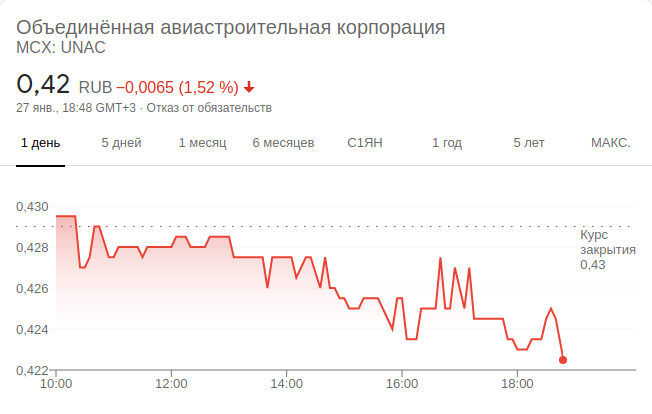 Объединённая авиастроительная корпорация
MCX: UNAC
0,42 RUB −0,0065 (1,52 %)
27 янв., 18:48 GMT+3 · Отказ от обязательств
1 день 5 дней 1 месяц 6 месяцев С1ЯН 1 год 5 лет МАКС.
0,430
Курс
закрытия
0,43
0,428
0,426
0,424
0,422
10:00 12:00 14:00 16:00 18:00